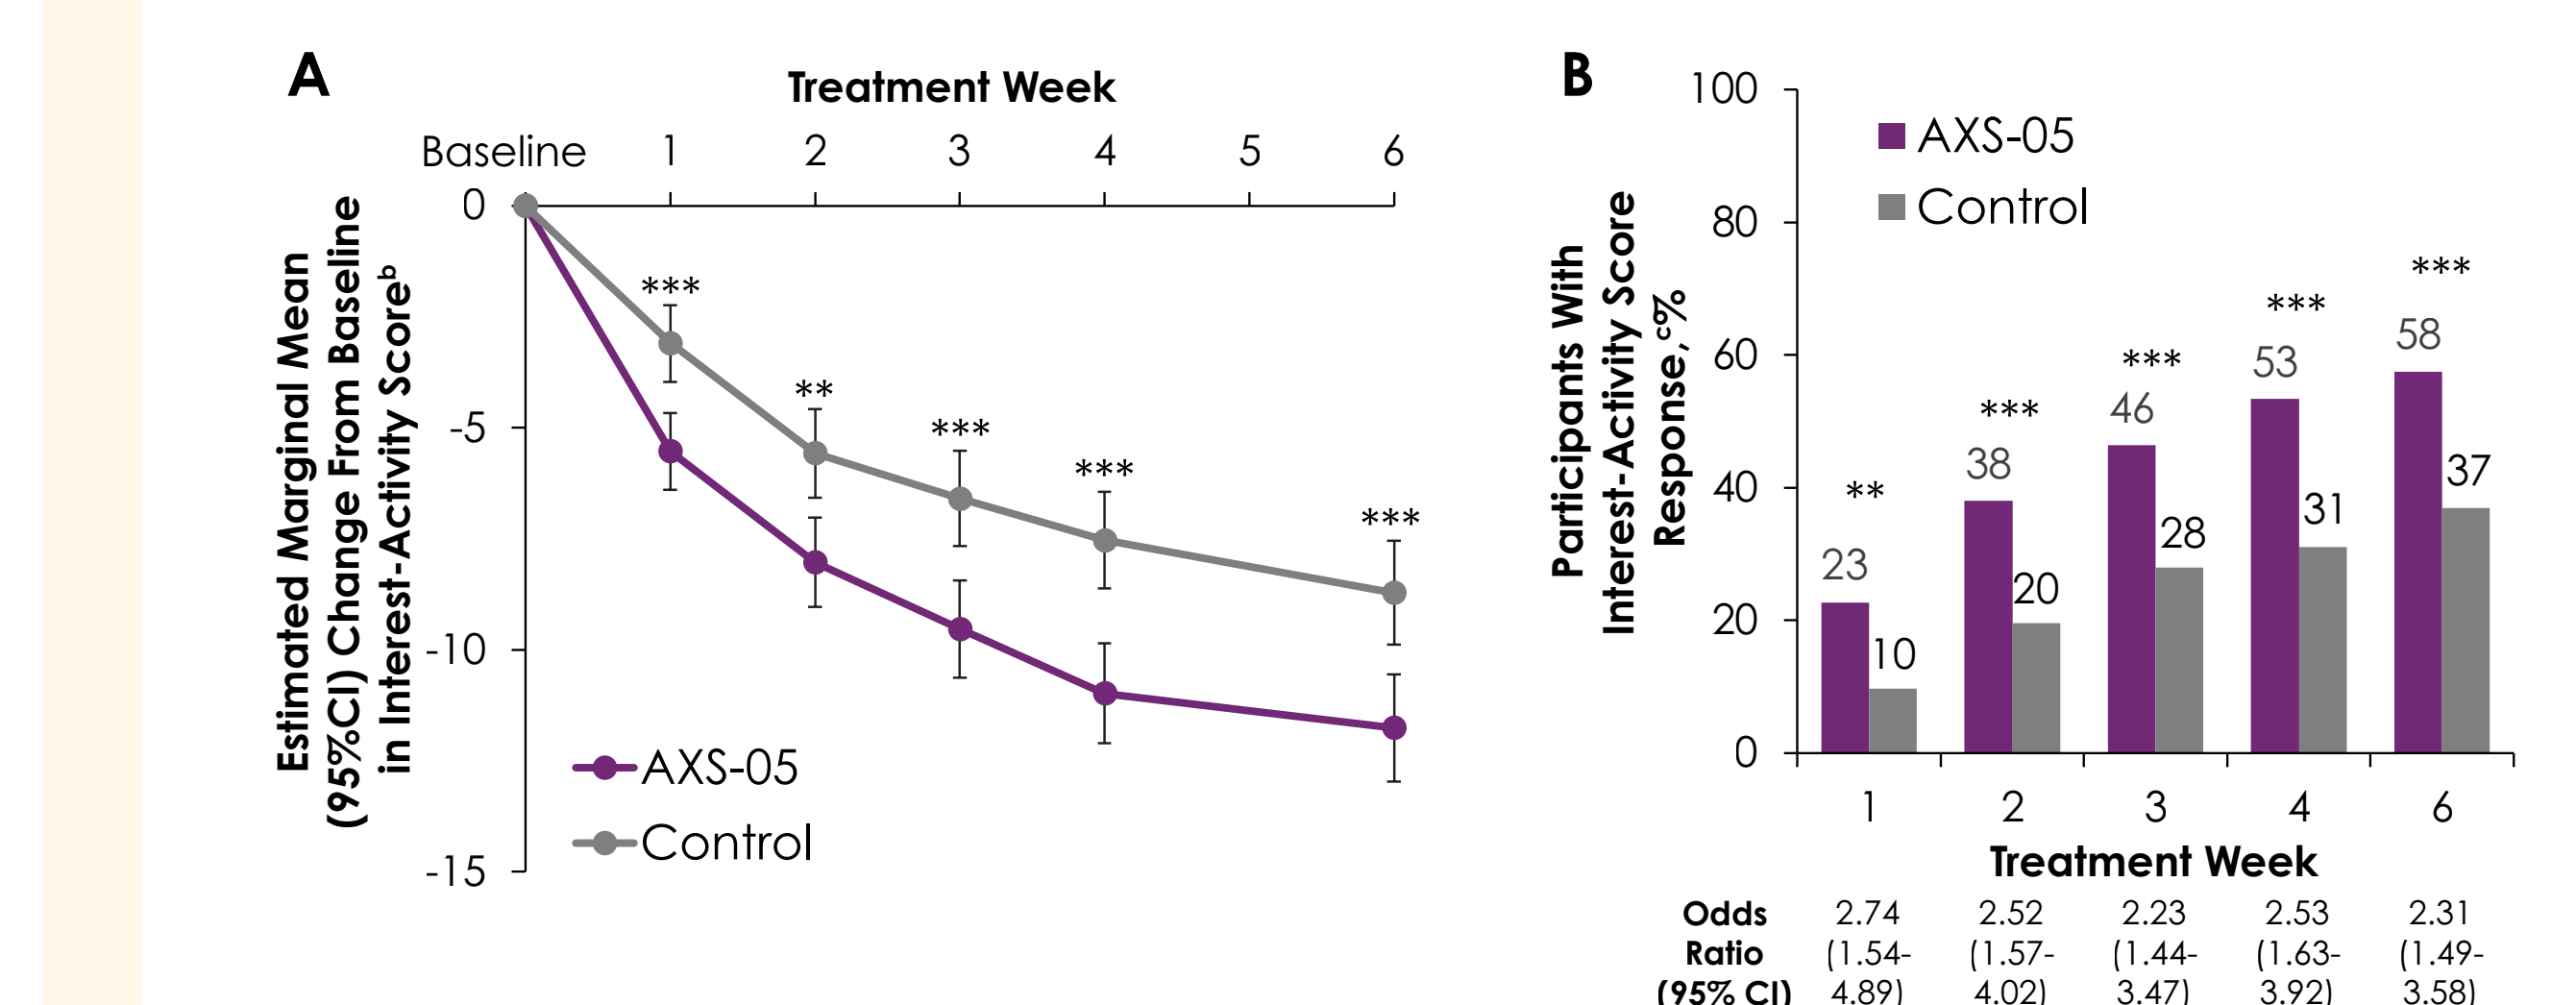 A
Treatment Week
Baseline 1 2 3 4 5 6
Estimated Marginal Mean
(95%CI) Change From Baseline
in Interest-Activity Scoreᵇ
0
-5
-10
-15
***
**
***
***
***
AXS-05
Control
B
Participants With
Interest-Activity Score
Response,ᶜ%
100
80
60
40
20
0
AXS-05
Control
**
23
10
***
38
20
***
46
28
***
53
31
***
58
37
1 2 3 4 6
Treatment Week
Odds 2.74 2.52 2.23 2.53 2.31
Ratio (1.54- (1.57- (1.44- (1.63- (1.49-
(95% CI) 4.89) 4.02) 3.47) 3.92) 3.58)